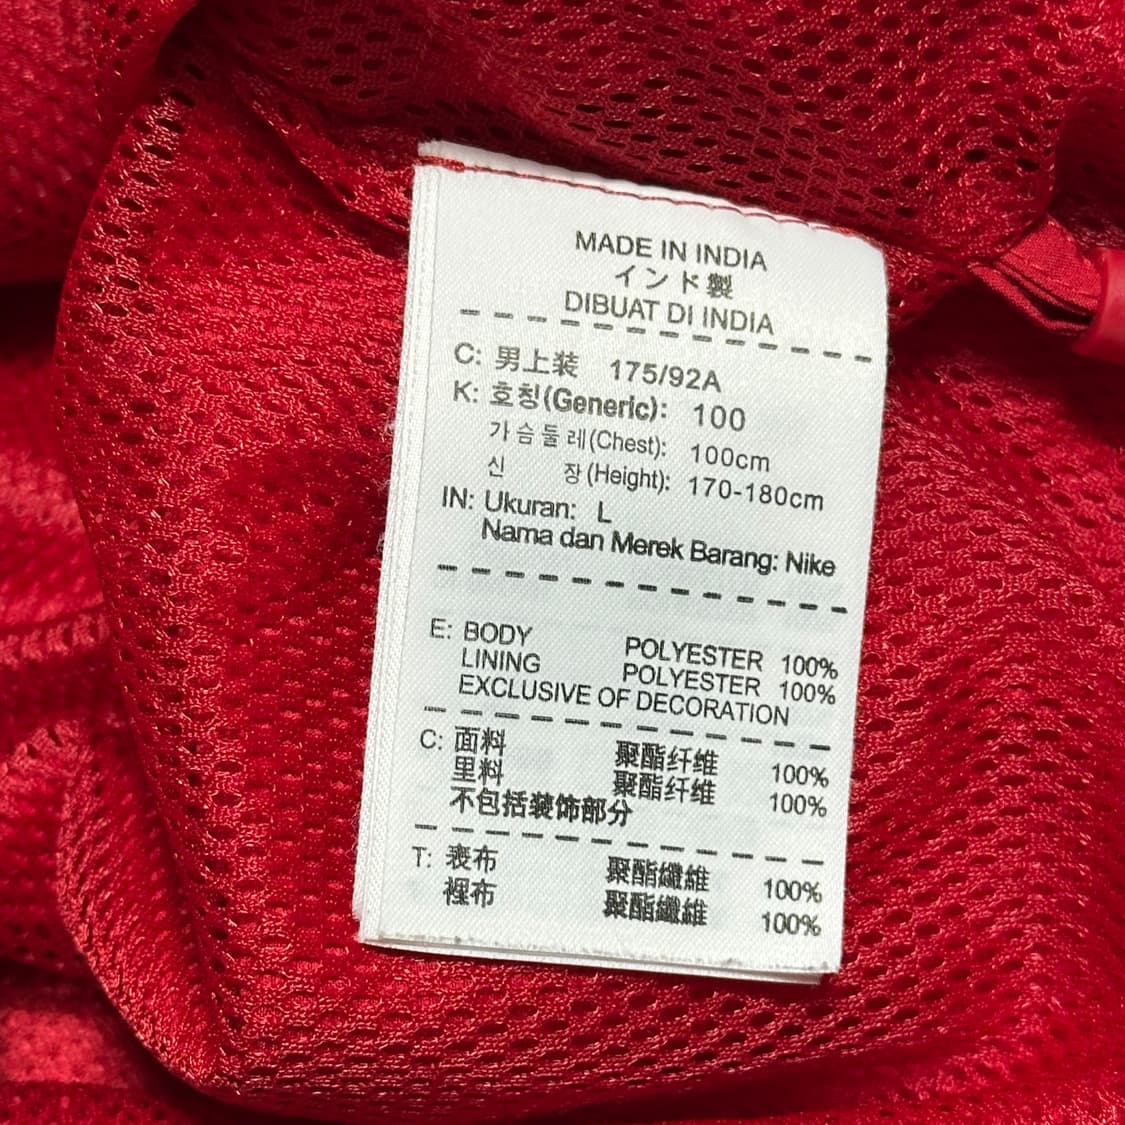 MADE IN INDIA
インド製
DIBUAT DI INDIA
C: 男上装 175/92A
K: 호칭(Generic): 100
가슴둘레(Chest): 100cm
신 장(Height): 170-180cm
IN: Ukuran: L
Nama dan Merek Barang: Nike
E: BODY POLYESTER 100%
LINING POLYESTER 100%
EXCLUSIVE OF DECORATION
C: 面料 聚酯纤维 100%
里料 聚酯纤维 100%
不包括装饰部分
T: 表布 聚酯纖維 100%
裡布 聚酯纖維 100%